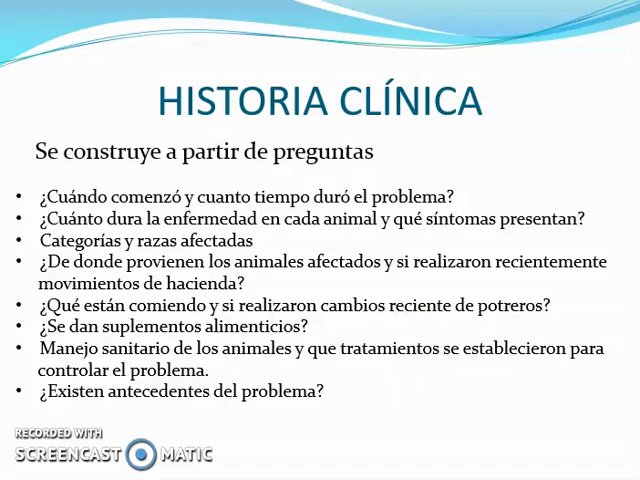 HISTORIA CLÍNICA
Se construye a partir de preguntas
• ¿Cuándo comenzó y cuanto tiempo duró el problema?
• ¿Cuánto dura la enfermedad en cada animal y qué síntomas presentan?
• Categorías y razas afectadas
• ¿De donde provienen los animales afectados y si realizaron recientemente
movimientos de hacienda?
• ¿Qué están comiendo y si realizaron cambios reciente de potreros?
• ¿Se dan suplementos alimenticios?
• Manejo sanitario de los animales y que tratamientos se establecieron para
controlar el problema.
• ¿Existen antecedentes del problema?
RECORDED WITH
SCREENCAST MATIC